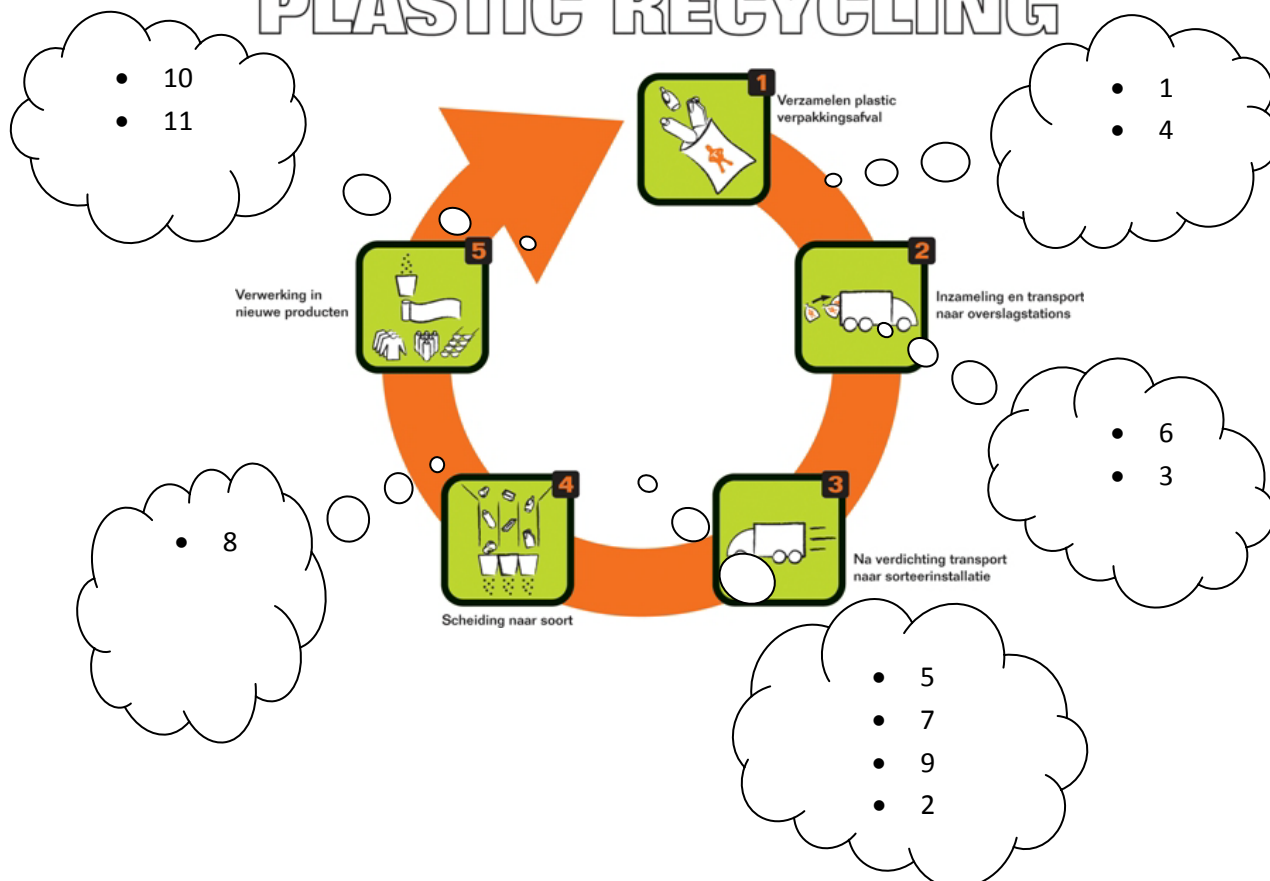 PLASTIC RECYCLING
• 10
• 11
• 1
• 4
1
Verzamelen plastic
verpakkingsafval
2
Inzameling en transport
naar overslagstations
• 6
• 3
3
Na verdichting transport
naar sorteerinstallatie
• 5
• 7
• 9
• 2
4
Scheiding naar soort
• 8
5
Verwerking in
nieuwe producten